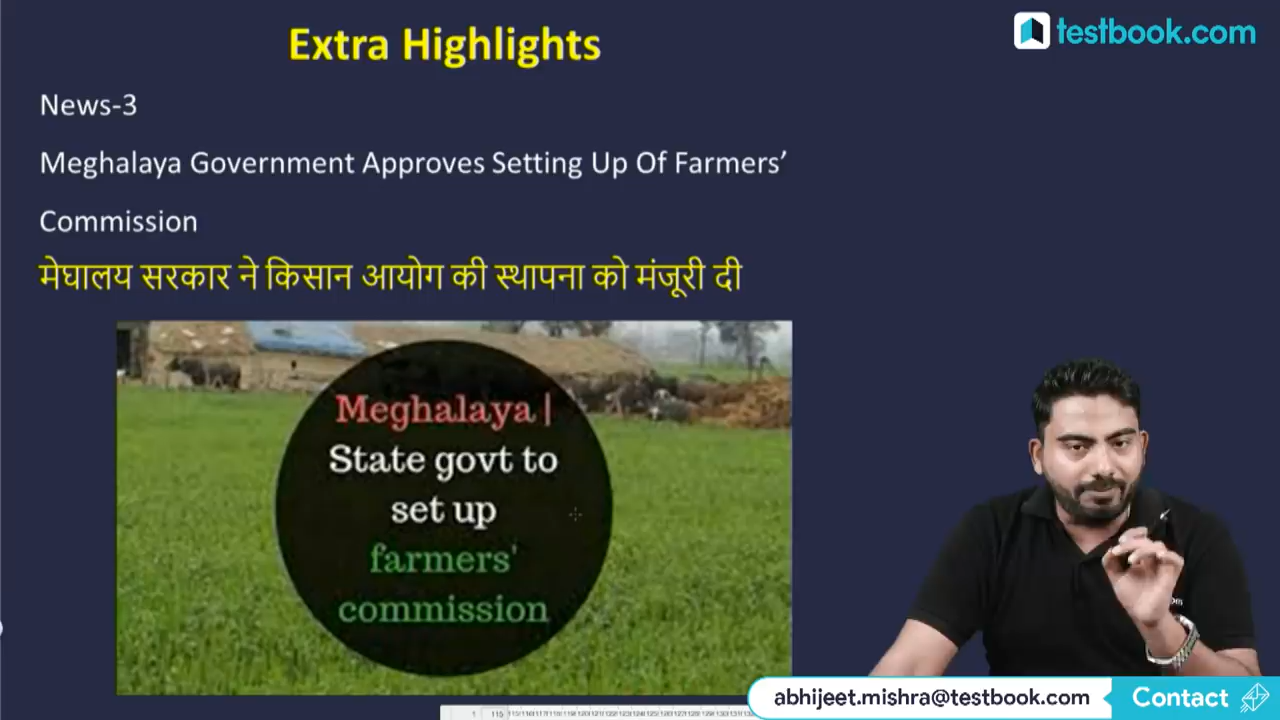 Extra Highlights
testbook.com
News-3
Meghalaya Government Approves Setting Up Of Farmers’
Commission
मेघालय सरकार ने किसान आयोग की स्थापना को मंजूरी दी
Meghalaya |
State govt to
set up
farmers'
commission
abhijeet.mishra@testbook.com
Contact